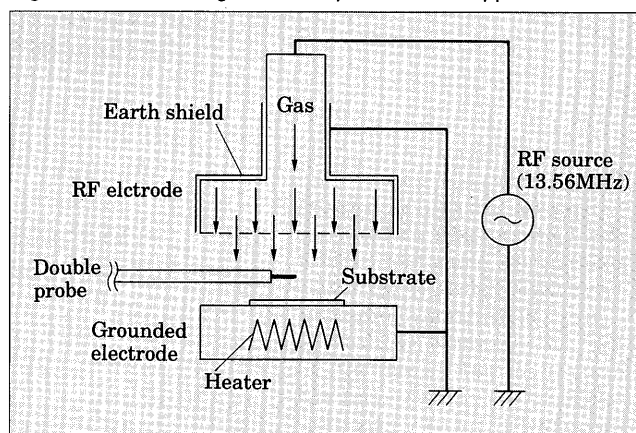 Gas
Earth shield
RF elctrode
RF source
(13.56MHz)
Double
probe
Substrate
Grounded
electrode
Heater